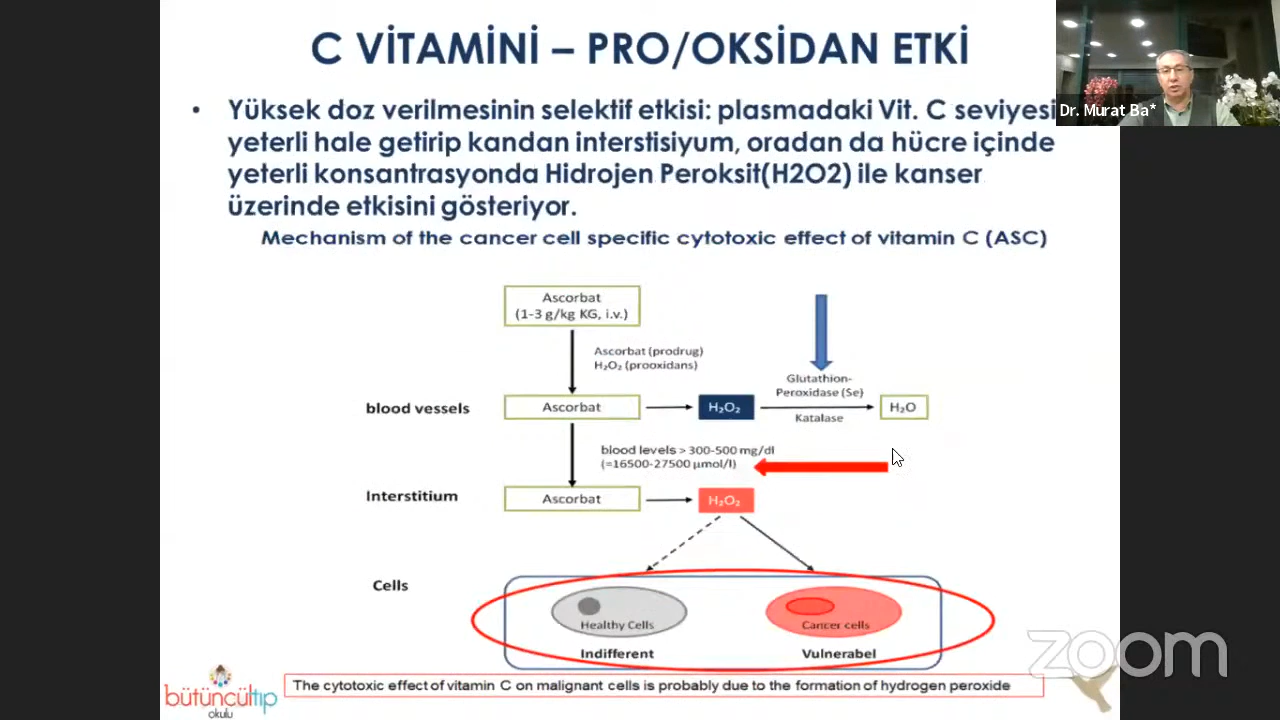 C VİTAMİNİ – PRO/OKSİDAN ETKİ
Dr. Murat Ba*
• Yüksek doz verilmesinin selektif etkisi: plasmadaki Vit. C seviyesi
yeterli hale getirip kandan interstisiyum, oradan da hücre içinde
yeterli konsantrasyonda Hidrojen Peroksit(H2O2) ile kanser
üzerinde etkisini gösteriyor.
Mechanism of the cancer cell specific cytotoxic effect of vitamin C (ASC)
Ascorbat
(1-3 g/kg KG, i.v.)
Ascorbat (prodrug)
H₂O₂ (prooxidans)
Glutathion-
Peroxidase (Se)
blood vessels
Ascorbat
H₂O₂
H₂O
Katalase
blood levels > 300-500 mg/dl
(=16500-27500 µmol/l)
Interstitium
Ascorbat
H₂O₂
Cells
Healthy Cells
Cancer cells
Indifferent
Vulnerabel
zoom
The cytotoxic effect of vitamin C on malignant cells is probably due to the formation of hydrogen peroxide
bütüncültıp
okulu